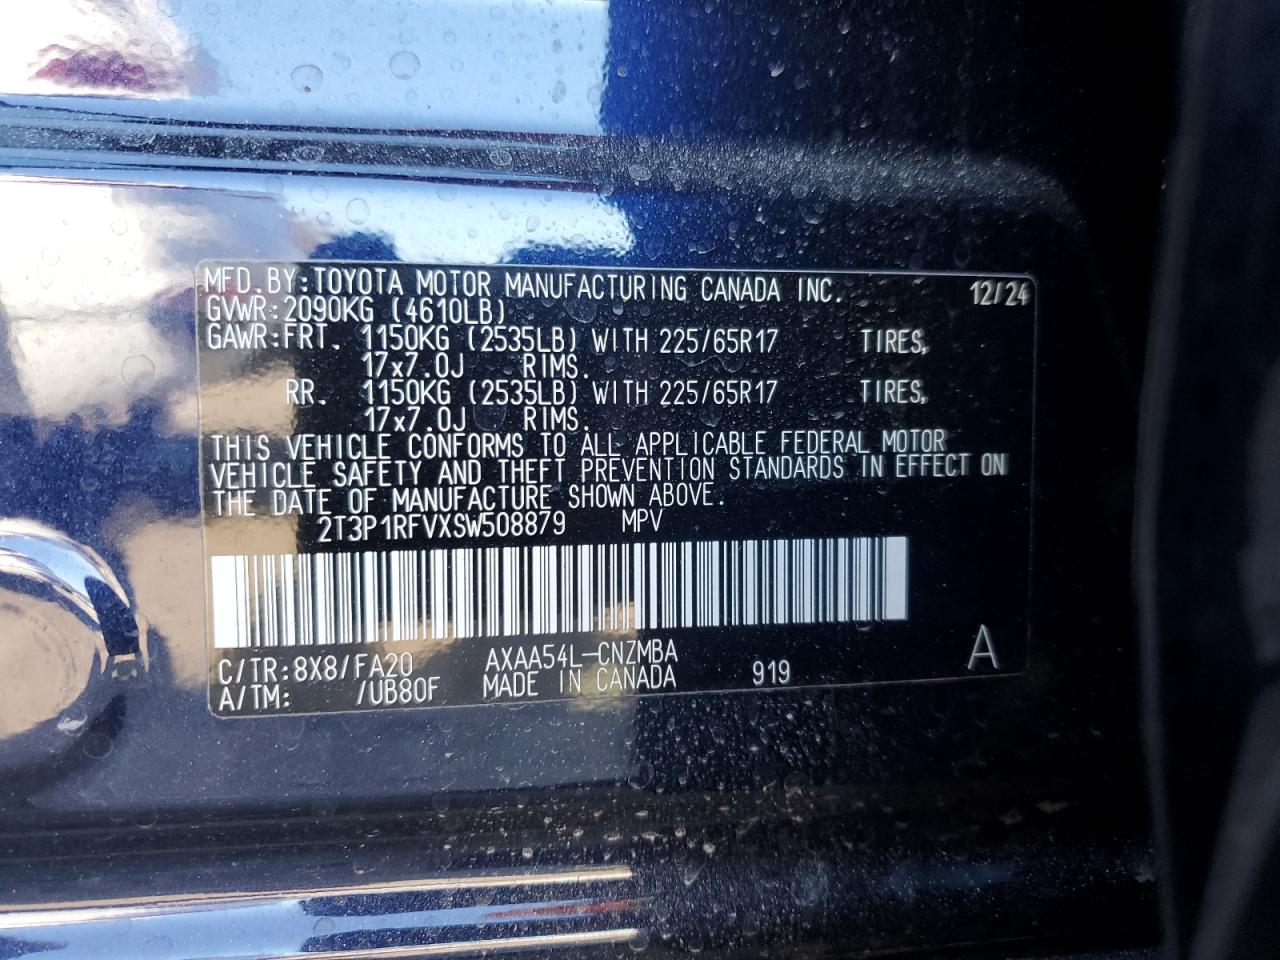 MFD.BY:TOYOTA MOTOR MANUFACTURING CANADA INC. 12/24
GVWR:2090KG (4610LB)
GAWR:FRT. 1150KG (2535LB) WITH 225/65R17 TIRES,
17x7.0J RIMS.
RR. 1150KG (2535LB) WITH 225/65R17 TIRES,
17x7.0J RIMS.
THIS VEHICLE CONFORMS TO ALL APPLICABLE FEDERAL MOTOR
VEHICLE SAFETY AND THEFT PREVENTION STANDARDS IN EFFECT ON
THE DATE OF MANUFACTURE SHOWN ABOVE.
2T3P1RFVXSW508879 MPV
C/TR:8X8/FA20 AXAA54L-CNZMBA A
A/TM: /UB80F MADE IN CANADA 919